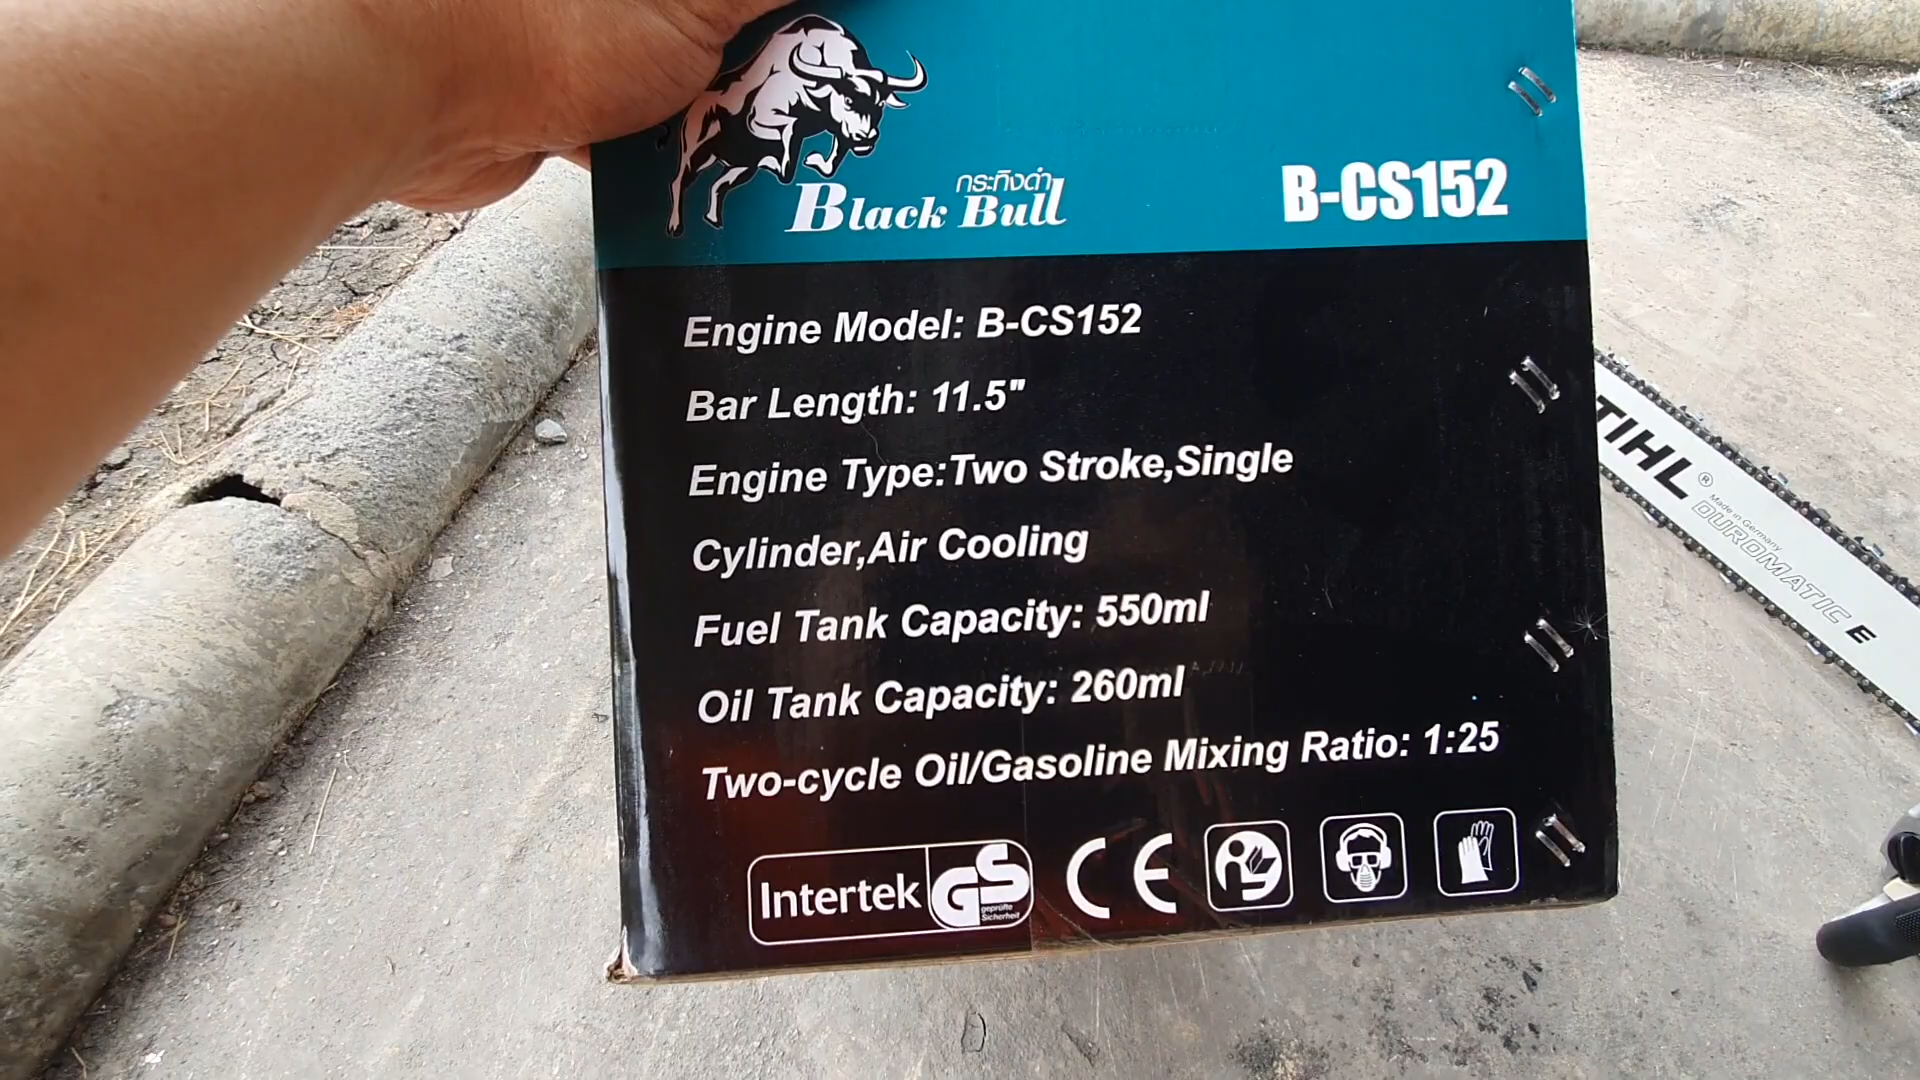 กระทิงดำ
Black Bull
B-CS152
Engine Model: B-CS152
Bar Length: 11.5"
Engine Type:Two Stroke,Single
Cylinder,Air Cooling
Fuel Tank Capacity: 550ml
Oil Tank Capacity: 260ml
Two-cycle Oil/Gasoline Mixing Ratio: 1:25
Intertek
GS
geprüfte
Sicherheit
CE
TIHL ®
Made in Germany
DUROMATIC E